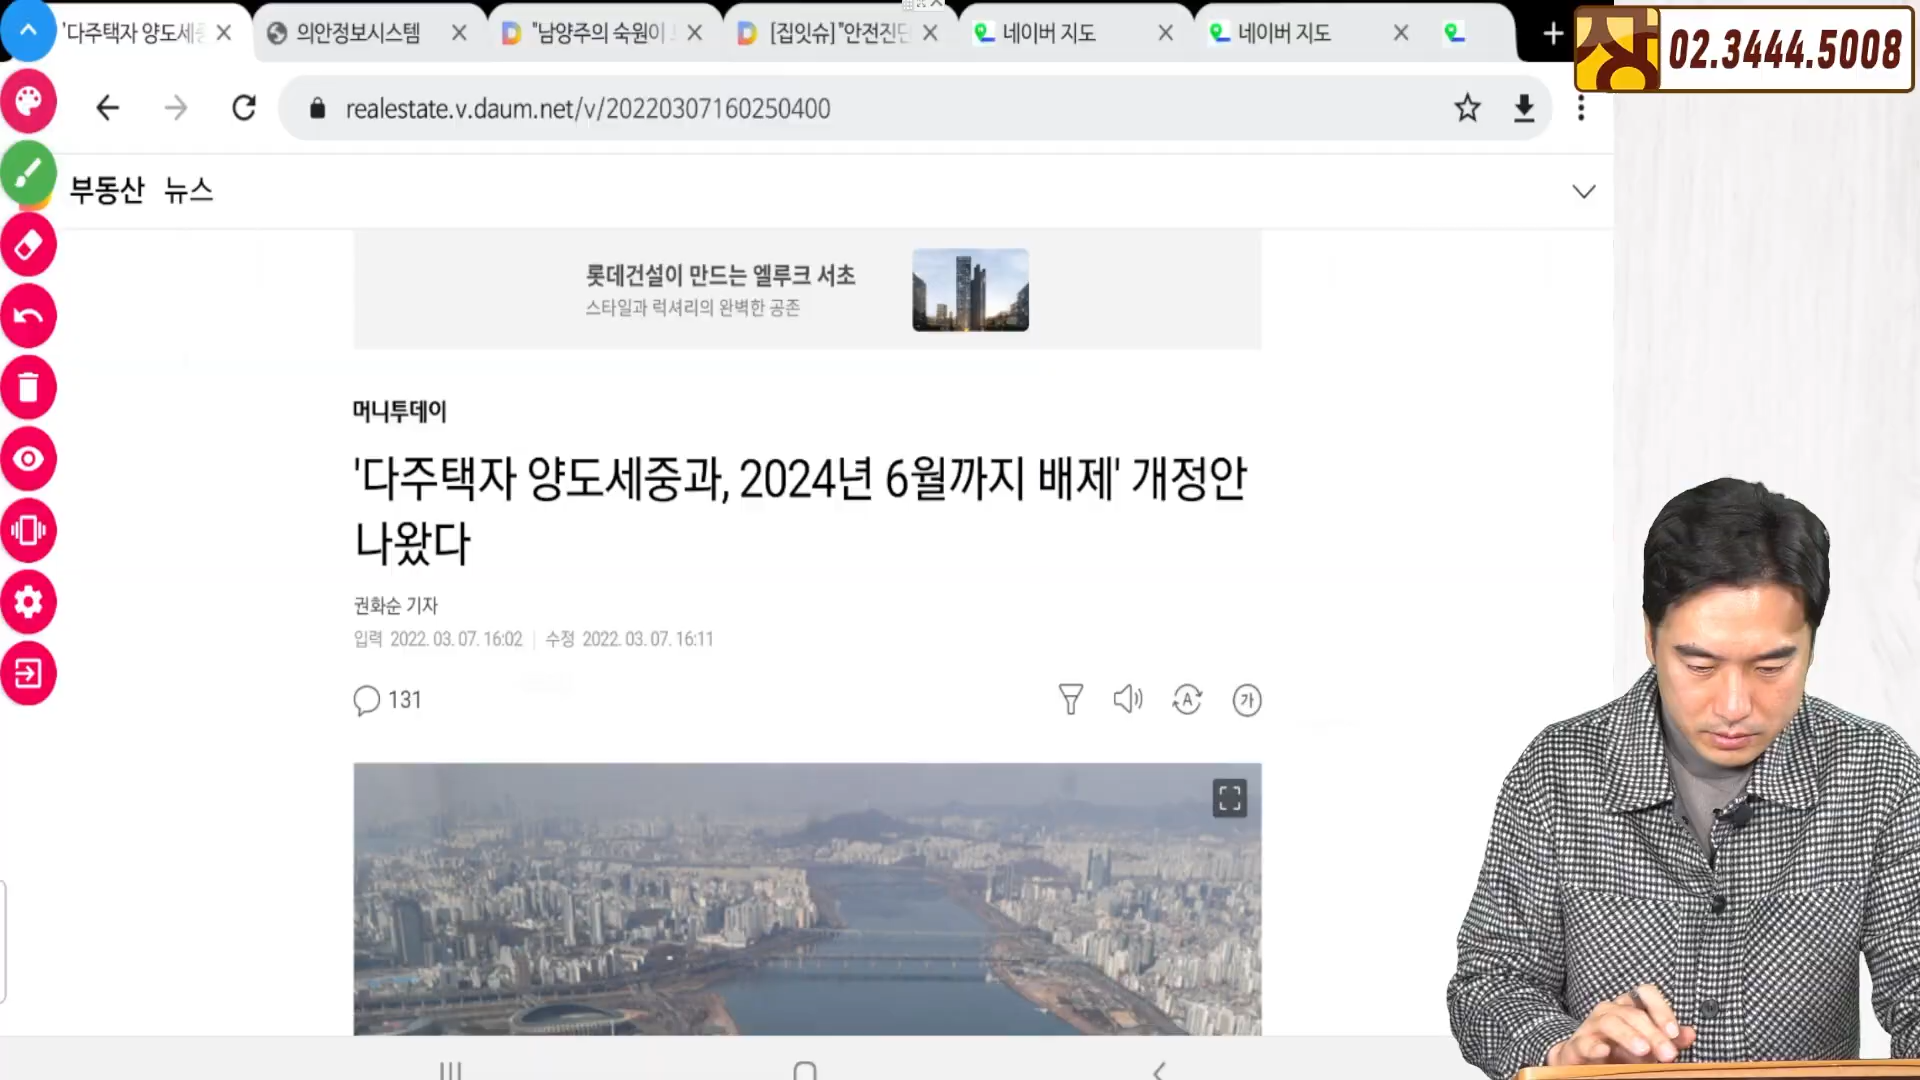 '다주택자 양도세중
의안정보시스템
"남양주의 숙원이
[집잇슈]"안전진단
네이버 지도
네이버 지도
상
02.3444.5008
realestate.v.daum.net/v/20220307160250400
부동산 뉴스
롯데건설이 만드는 엘루크 서초
스타일과 럭셔리의 완벽한 공존
머니투데이
'다주택자 양도세중과, 2024년 6월까지 배제' 개정안
나왔다
권화순 기자
입력 2022. 03. 07. 16:02 | 수정 2022. 03. 07. 16:11
131
A
가